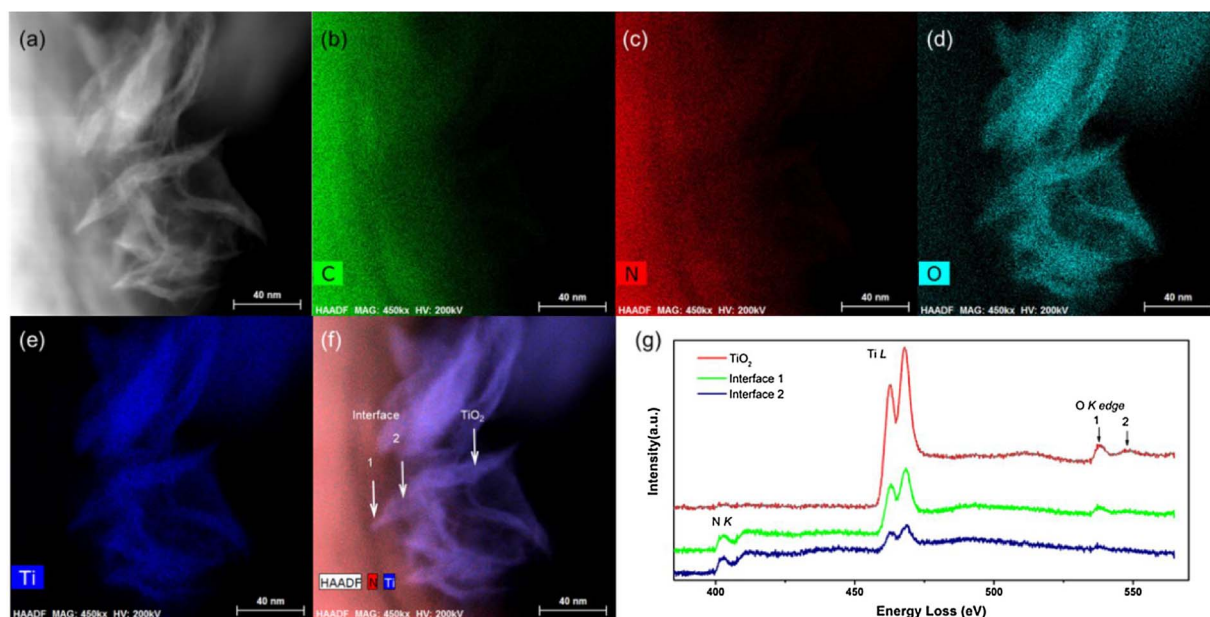 (a)
40 nm
(b)
C
40 nm
HAADF MAG: 450kx HV: 200kV
(c)
N
40 nm
HAADF MAG: 450kx HV: 200kV
(d)
O
40 nm
HAADF MAG: 450kx HV: 200kV
(e)
Ti
40 nm
HAADF MAG: 450kx HV: 200kV
(f)
Interface
TiO₂
2
1
HAADF N Ti
40 nm
HAADF MAG: 450kx HV: 200kV
(g)
Ti L
TiO₂
Interface 1
Interface 2
O K edge
1 2
N K
Intensity(a.u.)
400 450 500 550
Energy Loss (eV)